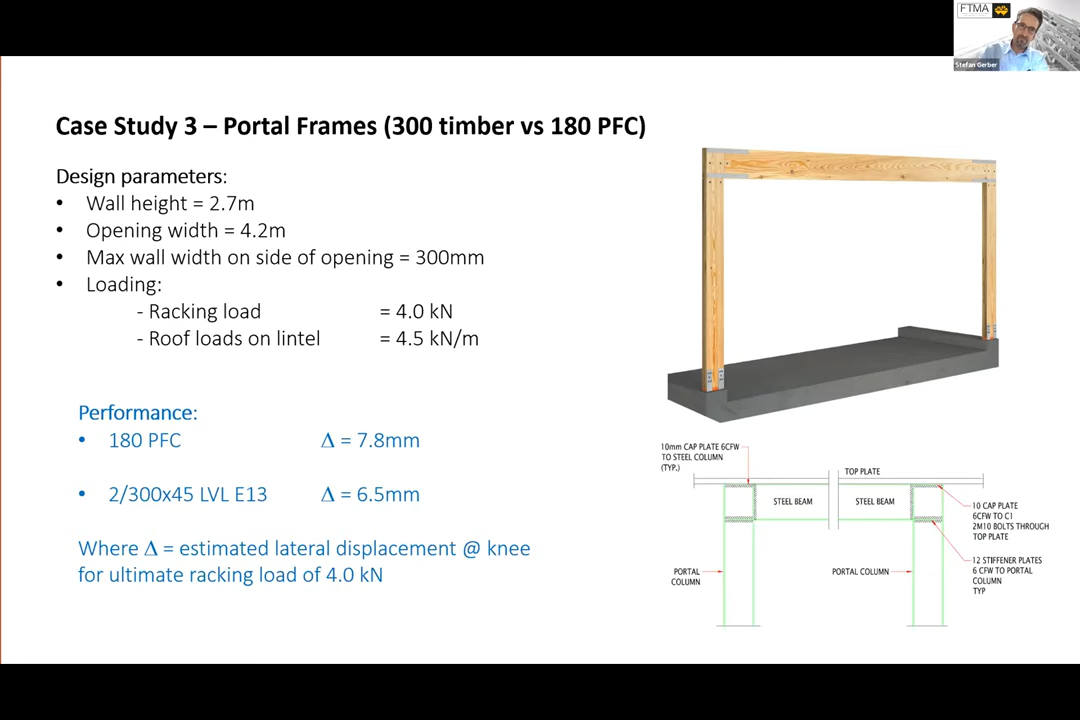 FTMA
Stefan Gerber
Case Study 3 – Portal Frames (300 timber vs 180 PFC)
Design parameters:
• Wall height = 2.7m
• Opening width = 4.2m
• Max wall width on side of opening = 300mm
• Loading:
- Racking load = 4.0 kN
- Roof loads on lintel = 4.5 kN/m
Performance:
• 180 PFC Δ = 7.8mm
• 2/300x45 LVL E13 Δ = 6.5mm
Where Δ = estimated lateral displacement @ knee
for ultimate racking load of 4.0 kN
10mm CAP PLATE 6CFW
TO STEEL COLUMN
(TYP.)
TOP PLATE
STEEL BEAM
STEEL BEAM
10 CAP PLATE
6CFW TO C1
2M10 BOLTS THROUGH
TOP PLATE
12 STIFFENER PLATES
6 CFW TO PORTAL
COLUMN
TYP
PORTAL
COLUMN
PORTAL COLUMN